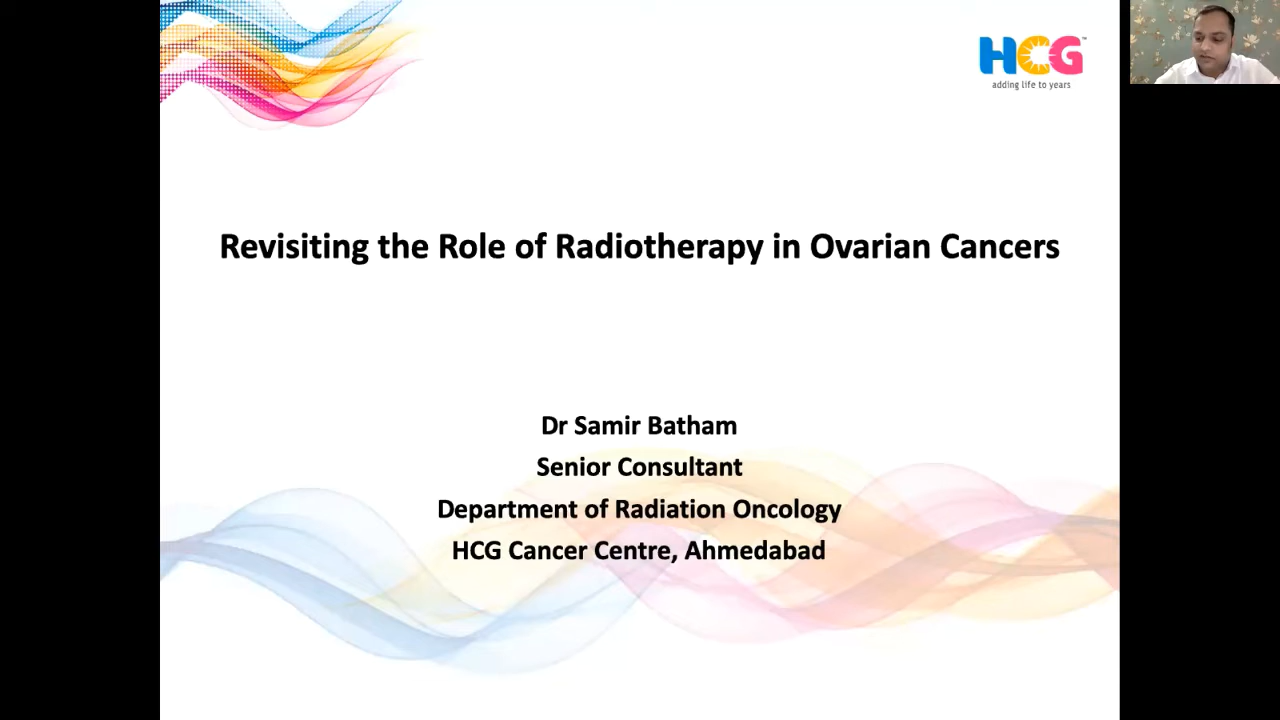 HCG™
adding life to years
Revisiting the Role of Radiotherapy in Ovarian Cancers
Dr Samir Batham
Senior Consultant
Department of Radiation Oncology
HCG Cancer Centre, Ahmedabad